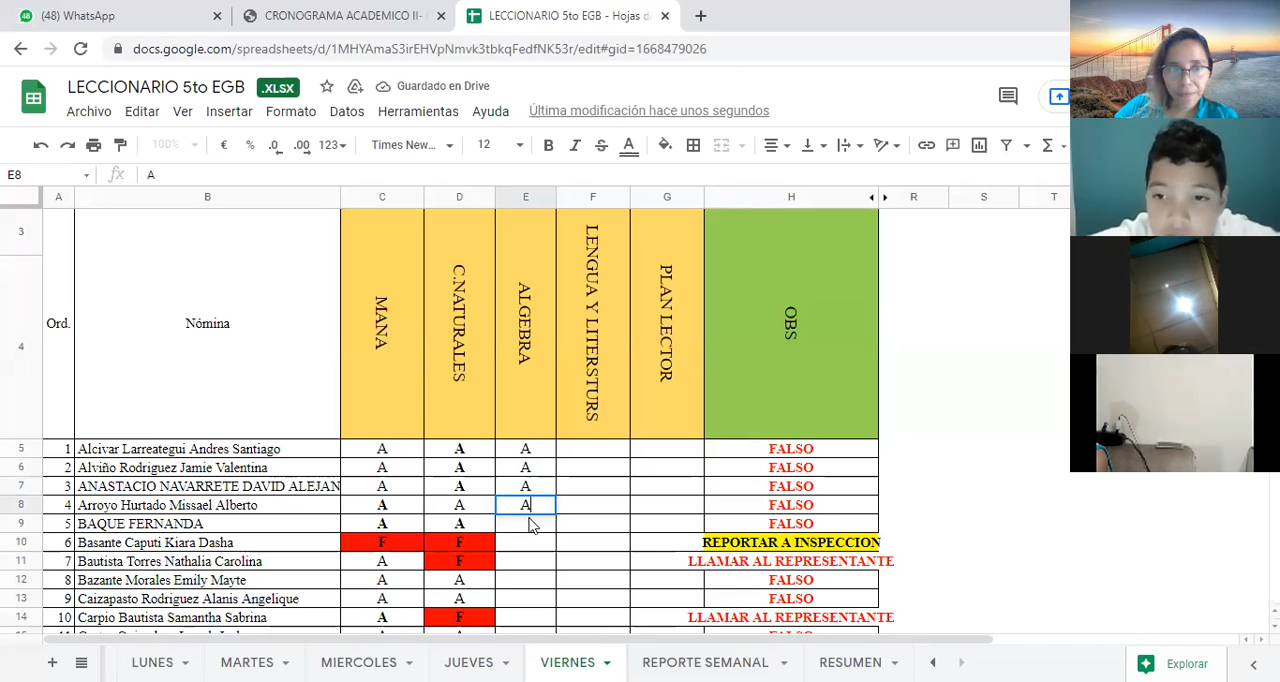 (48) WhatsApp
CRONOGRAMA ACADEMICO II-
LECCIONARIO 5to EGB - Hojas de
docs.google.com/spreadsheets/d/1MHYAmaS3irEHVpNmvk3tbkqFedfNK53r/edit#gid=1668479026
LECCIONARIO 5to EGB .XLSX Guardado en Drive
Archivo Editar Ver Insertar Formato Datos Herramientas Ayuda Última modificación hace unos segundos
100% € % .0 .00 123 Times New... 12 B I S A
E8 fx A
A B C D E F G H R S T
3
4 Ord. Nómina MANA C.NATURALES ALGEBRA LENGUA Y LITERSTURS PLAN LECTOR OBS
5 1 Alcivar Larreategui Andres Santiago A A A FALSO
6 2 Alviño Rodriguez Jamie Valentina A A A FALSO
7 3 ANASTACIO NAVARRETE DAVID ALEJAN A A A FALSO
8 4 Arroyo Hurtado Missael Alberto A A A FALSO
9 5 BAQUE FERNANDA A A FALSO
10 6 Basante Caputi Kiara Dasha F F REPORTAR A INSPECCION
11 7 Bautista Torres Nathalia Carolina A F LLAMAR AL REPRESENTANTE
12 8 Bazante Morales Emily Mayte A A FALSO
13 9 Caizapasto Rodriguez Alanis Angelique A A FALSO
14 10 Carpio Bautista Samantha Sabrina A F LLAMAR AL REPRESENTANTE
LUNES MARTES MIERCOLES JUEVES VIERNES REPORTE SEMANAL RESUMEN Explorar